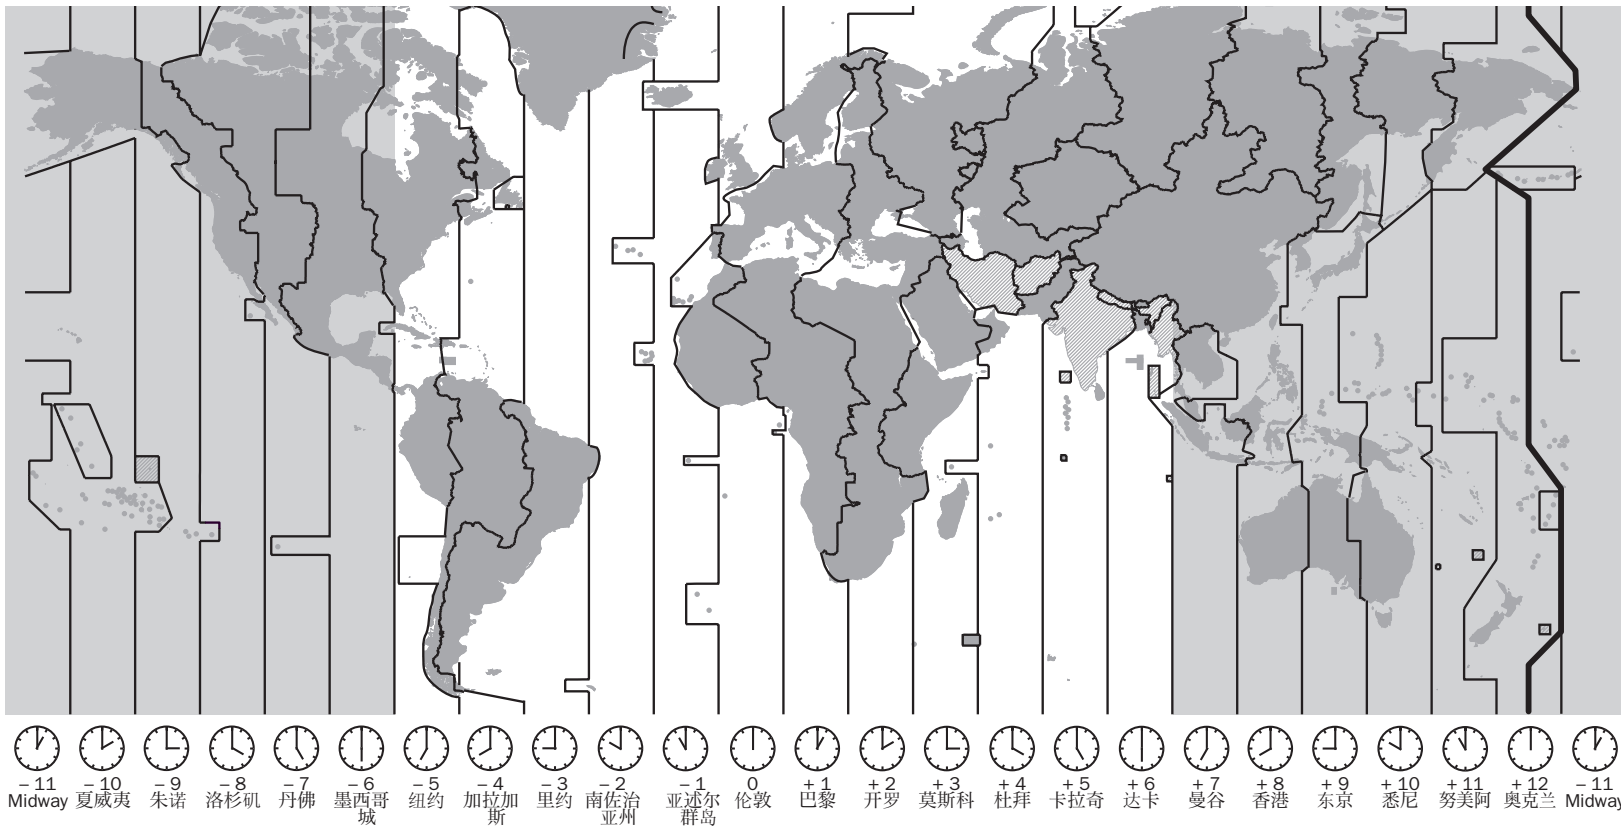 – 11 – 10 – 9 – 8 – 7 – 6 – 5 – 4 – 3 – 2 – 1 0 + 1 + 2 + 3 + 4 + 5 + 6 + 7 + 8 + 9 + 10 + 11 + 12 – 11
Midway 夏威夷 朱诺 洛杉矶 丹佛 墨西哥 纽约 加拉加 里约 南佐治 亚述尔 伦敦 巴黎 开罗 莫斯科 杜拜 卡拉奇 达卡 曼谷 香港 东京 悉尼 努美阿 奥克兰 Midway
城 斯 亚州 群岛